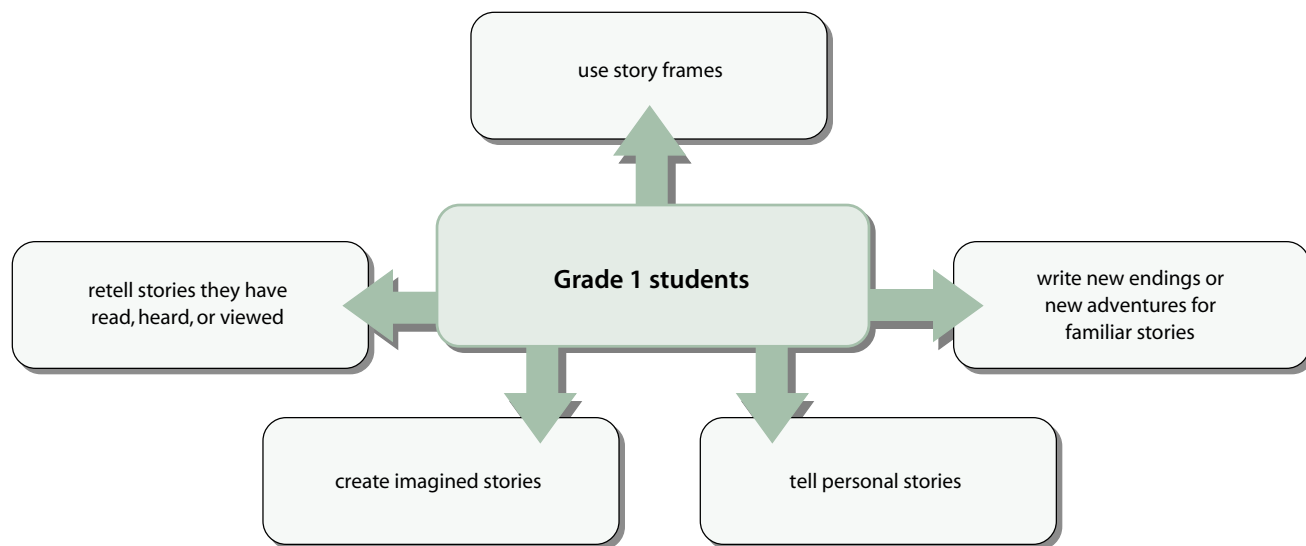 use story frames
Grade 1 students
retell stories they have
read, heard, or viewed
write new endings or
new adventures for
familiar stories
create imagined stories
tell personal stories